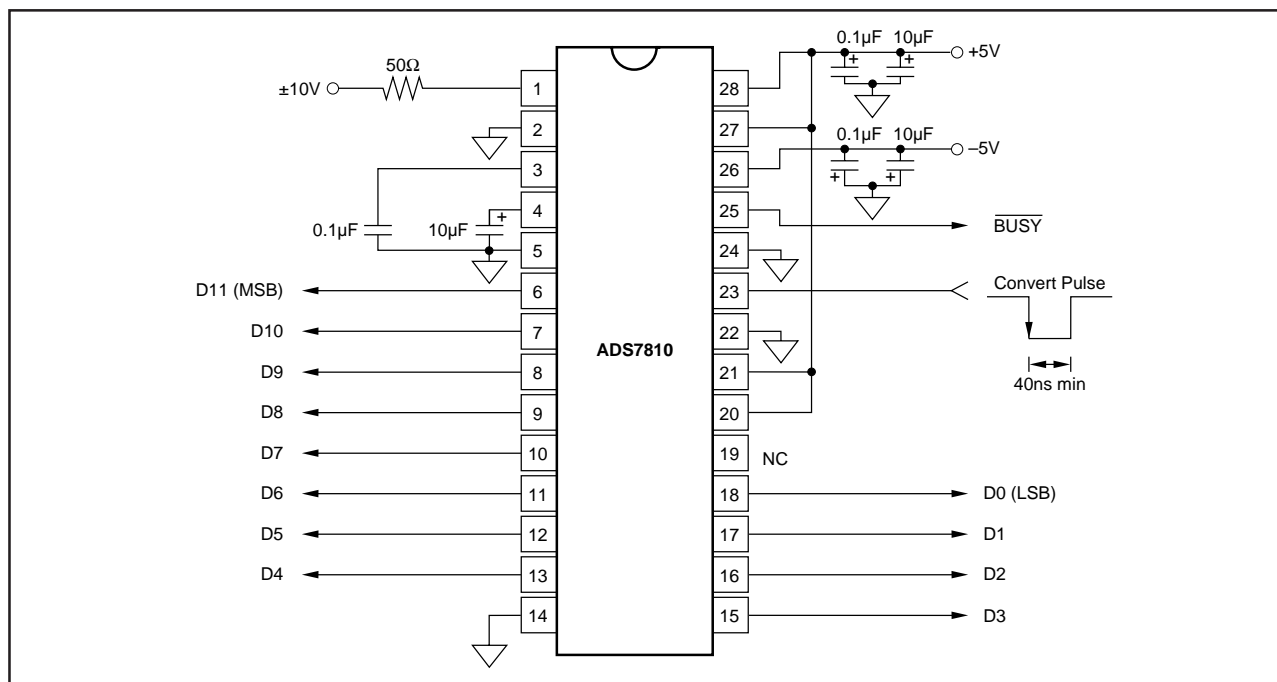 0.1µF 10µF
+5V
50Ω
±10V
1
28
2
27
0.1µF 10µF
–5V
3
26
4
+
25
BUSY
0.1µF
10µF
5
24
D11 (MSB)
6
23
Convert Pulse
D10
7
22
ADS7810
D9
8
21
40ns min
D8
9
20
D7
10
19
NC
D6
11
18
D0 (LSB)
D5
12
17
D1
D4
13
16
D2
14
15
D3
+ +
+ +